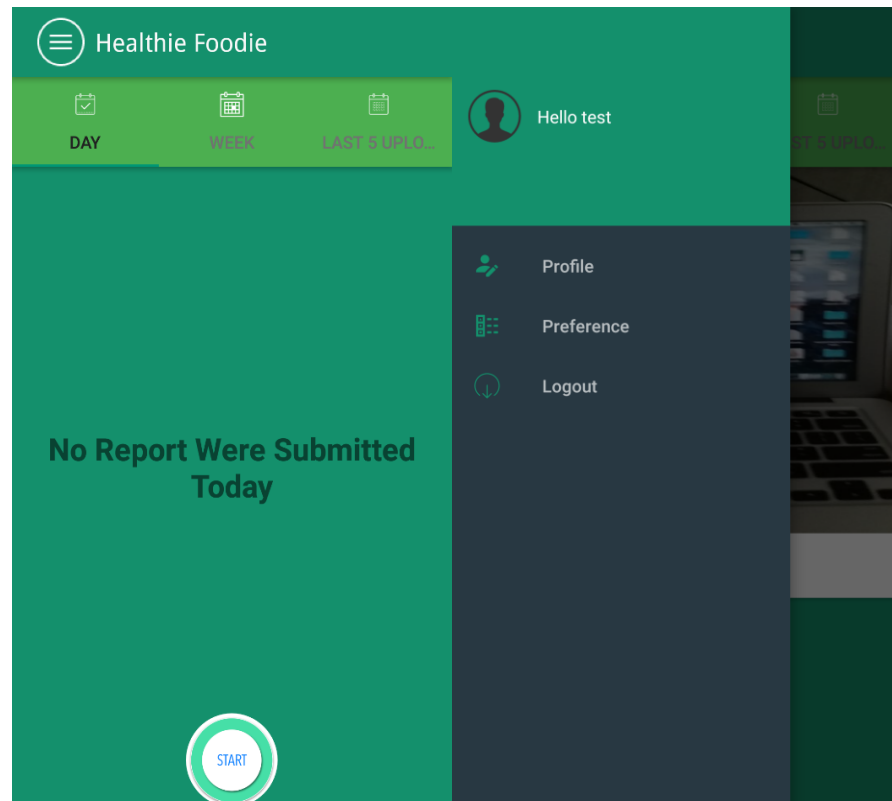 Healthie Foodie
DAY
WEEK
LAST 5 UPLO...
No Report Were Submitted
Today
START
Hello test
Profile
Preference
Logout
ST 5 UPLO...